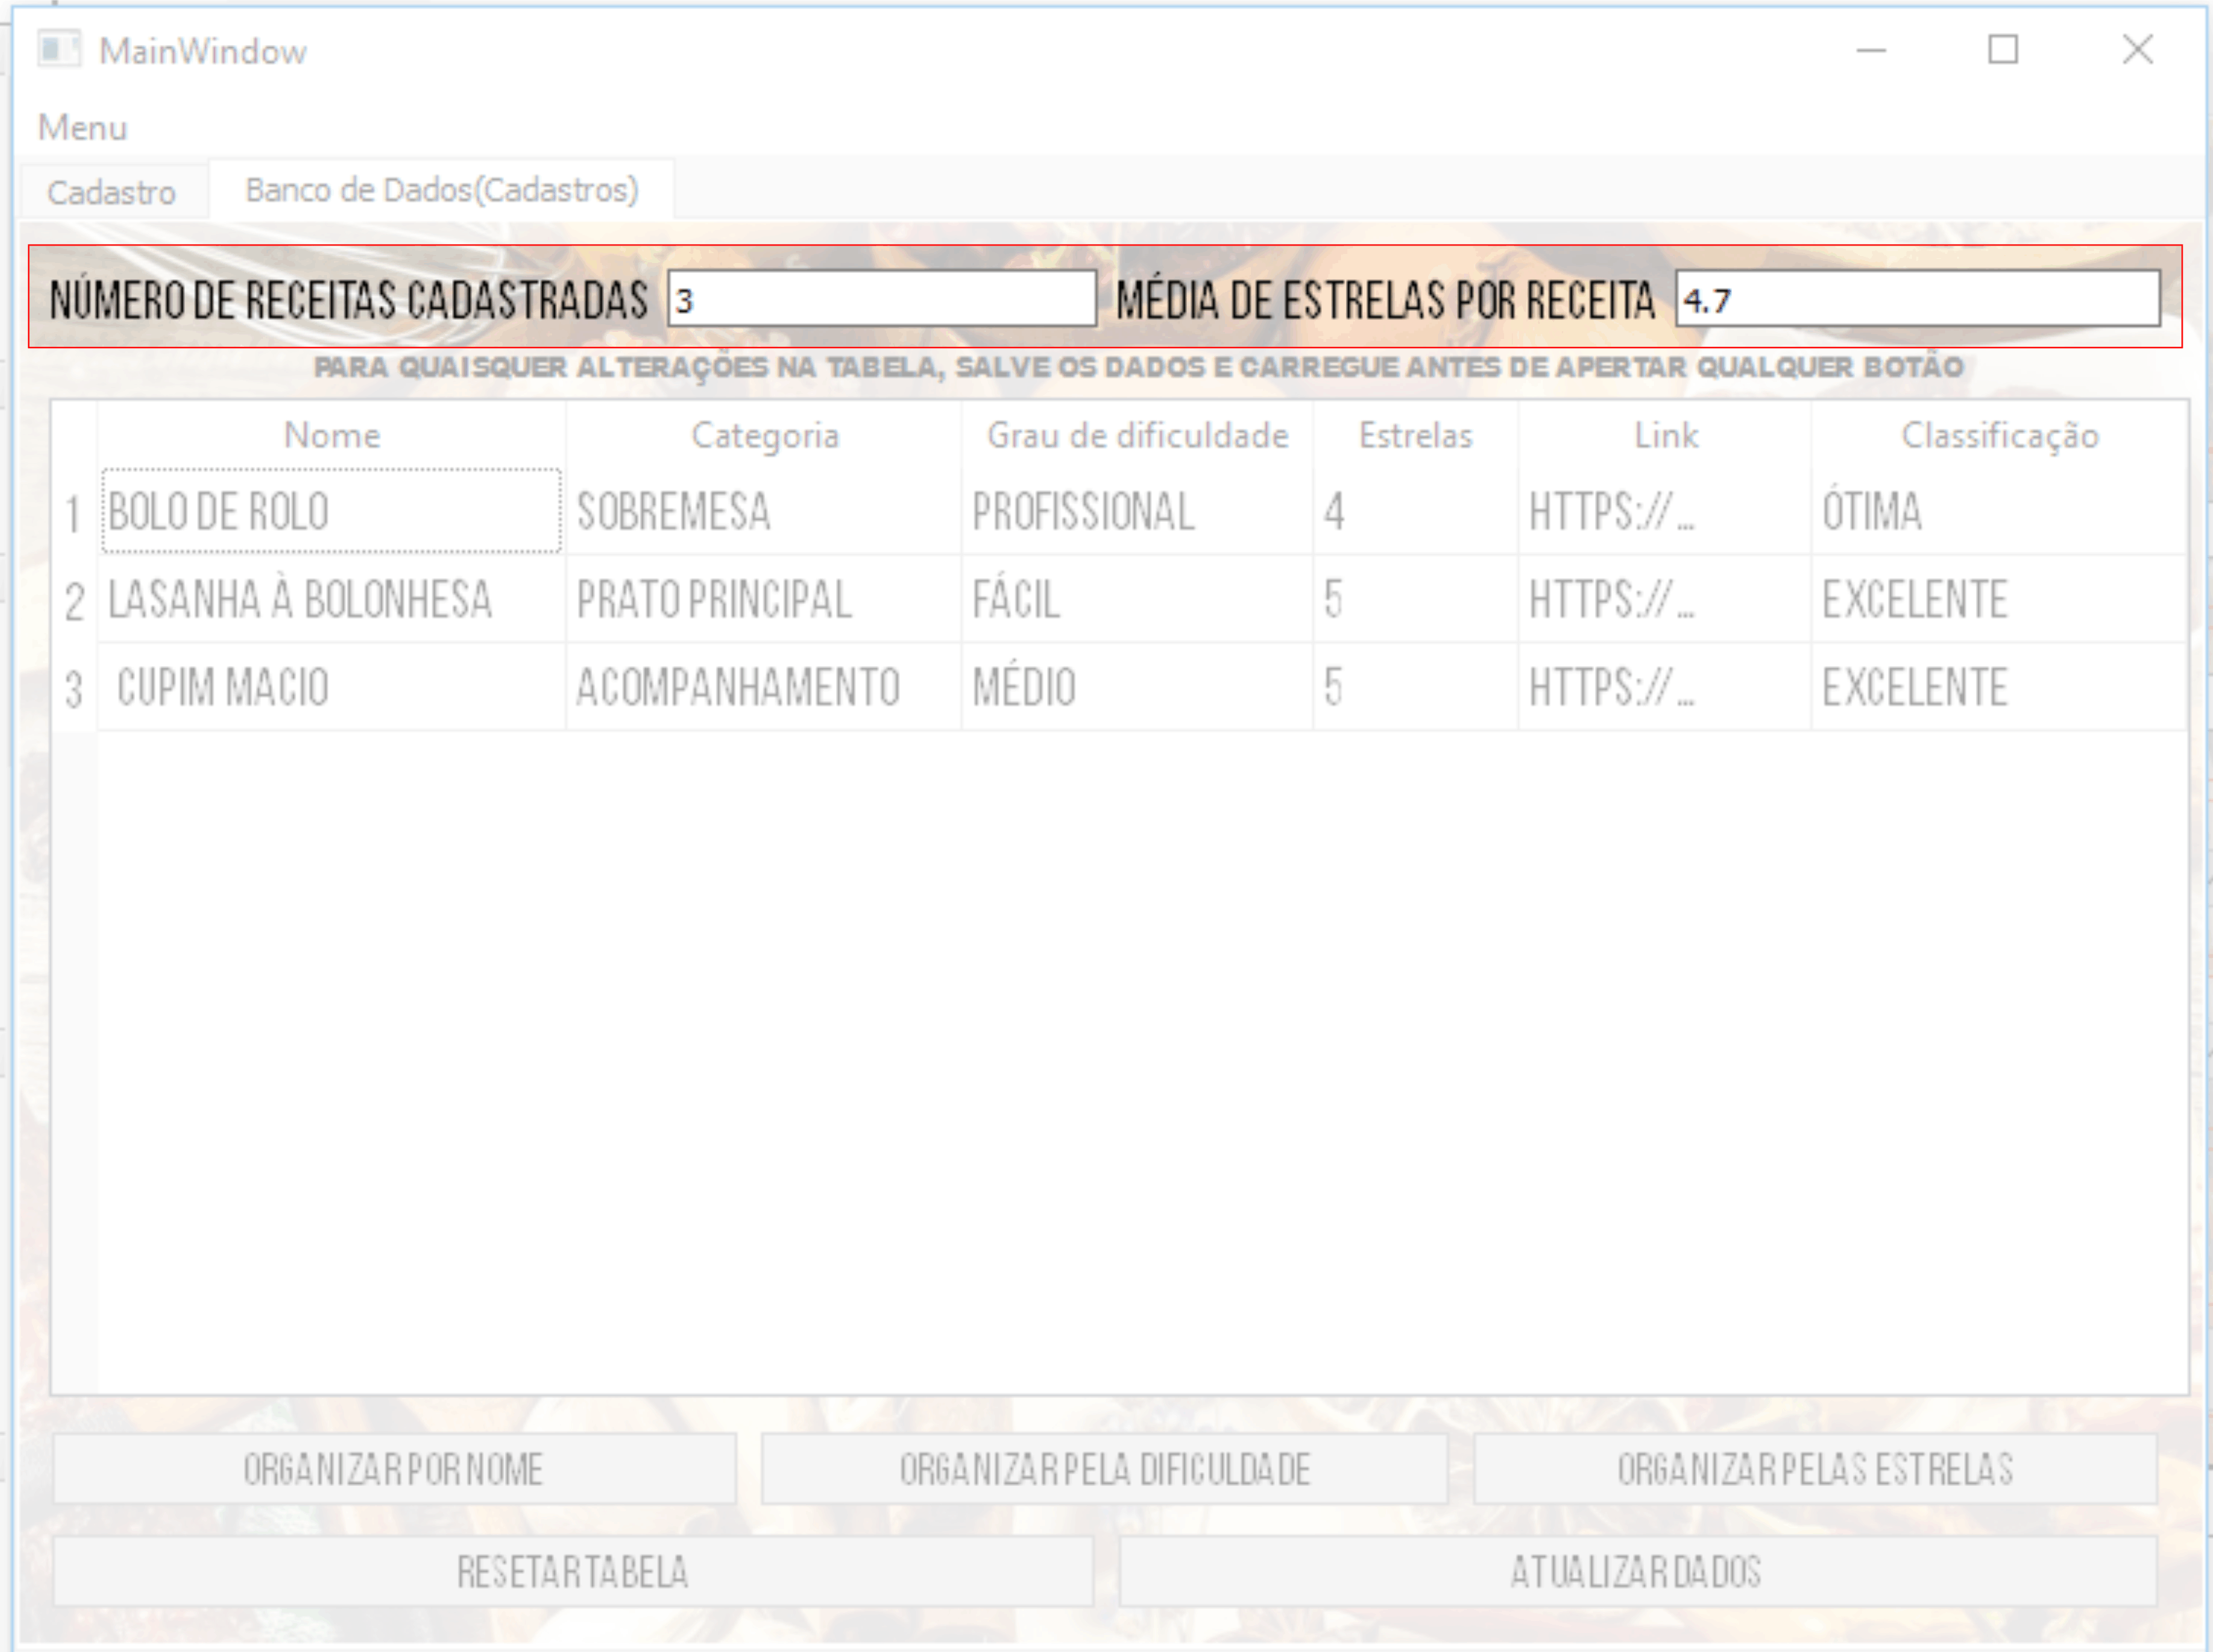 MainWindow
Menu
Cadastro Banco de Dados(Cadastros)
NÚMERO DE RECEITAS CADASTRADAS 3 MÉDIA DE ESTRELAS POR RECEITA 4.7
PARA QUAISQUER ALTERAÇÕES NA TABELA, SALVE OS DADOS E CARREGUE ANTES DE APERTAR QUALQUER BOTÃO
Nome Categoria Grau de dificuldade Estrelas Link Classificação
1 BOLO DE ROLO SOBREMESA PROFISSIONAL 4 HTTPS://... ÓTIMA
2 LASANHA À BOLONHESA PRATO PRINCIPAL FÁCIL 5 HTTPS://... EXCELENTE
3 CUPIM MACIO ACOMPANHAMENTO MÉDIO 5 HTTPS://... EXCELENTE
ORGANIZAR POR NOME ORGANIZAR PELA DIFICULDADE ORGANIZAR PELAS ESTRELAS
RESETAR TABELA ATUALIZAR DADOS